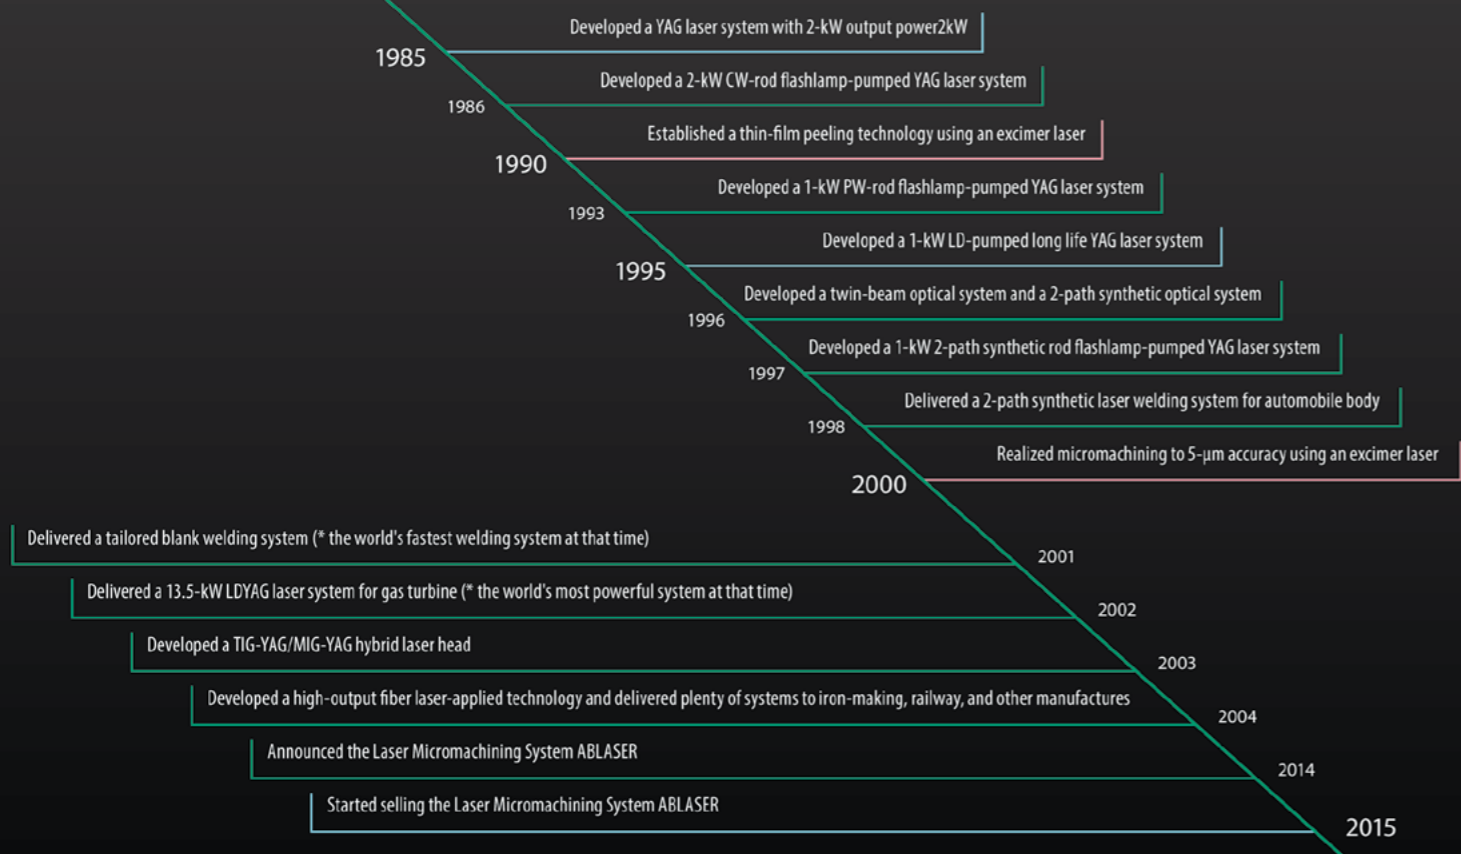 Developed a YAG laser system with 2-kW output power2kW
1985
Developed a 2-kW CW-rod flashlamp-pumped YAG laser system
1986
Established a thin-film peeling technology using an excimer laser
1990
Developed a 1-kW PW-rod flashlamp-pumped YAG laser system
1993
Developed a 1-kW LD-pumped long life YAG laser system
1995
Developed a twin-beam optical system and a 2-path synthetic optical system
1996
Developed a 1-kW 2-path synthetic rod flashlamp-pumped YAG laser system
1997
Delivered a 2-path synthetic laser welding system for automobile body
1998
Realized micromachining to 5-μm accuracy using an excimer laser
2000
Delivered a tailored blank welding system (* the world's fastest welding system at that time)
2001
Delivered a 13.5-kW LDYAG laser system for gas turbine (* the world's most powerful system at that time)
2002
Developed a TIG-YAG/MIG-YAG hybrid laser head
2003
Developed a high-output fiber laser-applied technology and delivered plenty of systems to iron-making, railway, and other manufactures
2004
Announced the Laser Micromachining System ABLASER
2014
Started selling the Laser Micromachining System ABLASER
2015